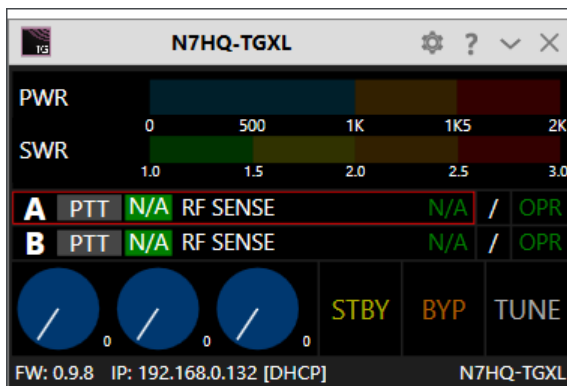 TG N7HQ-TGXL ?
PWR
0 500 1K 1K5 2K
SWR
1.0 1.5 2.0 2.5 3.0
A PTT N/A RF SENSE N/A / OPR
B PTT N/A RF SENSE N/A / OPR
0 0 0 STBY BYP TUNE
FW: 0.9.8 IP: 192.168.0.132 [DHCP] N7HQ-TGXL